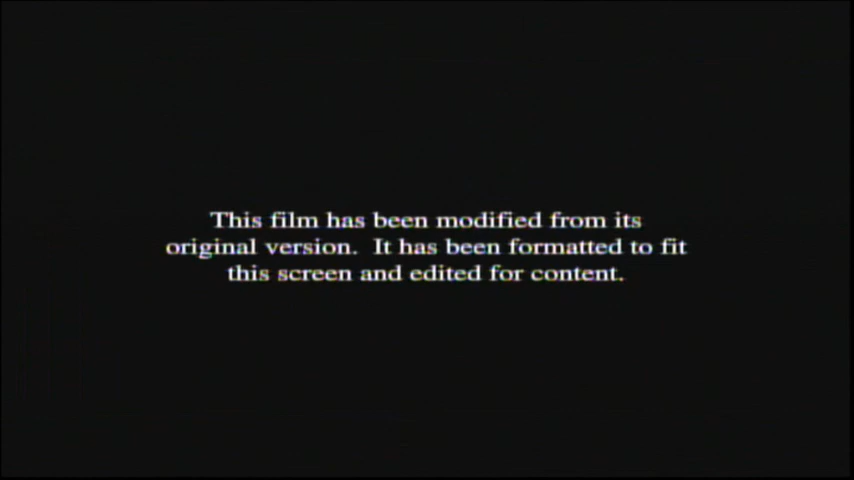 This film has been modified from its
original version.  It has been formatted to fit
this screen and edited for content.